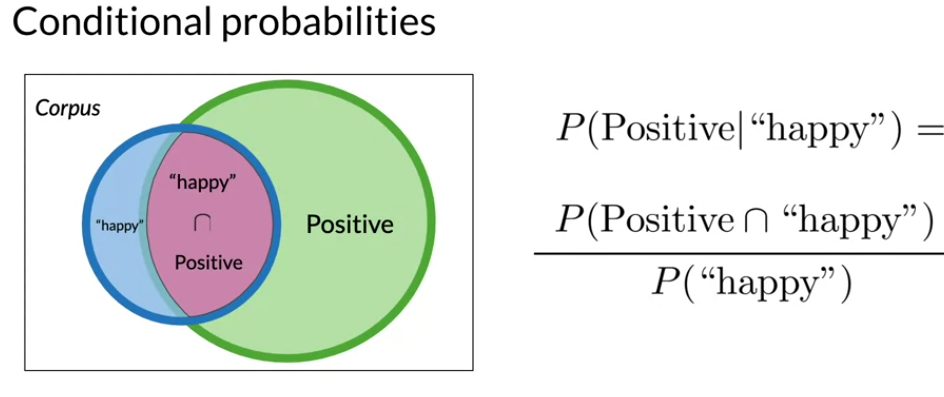 Conditional probabilities
Corpus
"happy"
“happy”
∩
Positive
Positive
P(Positive|“happy”) =
P(Positive ∩ “happy”)
P(“happy”)